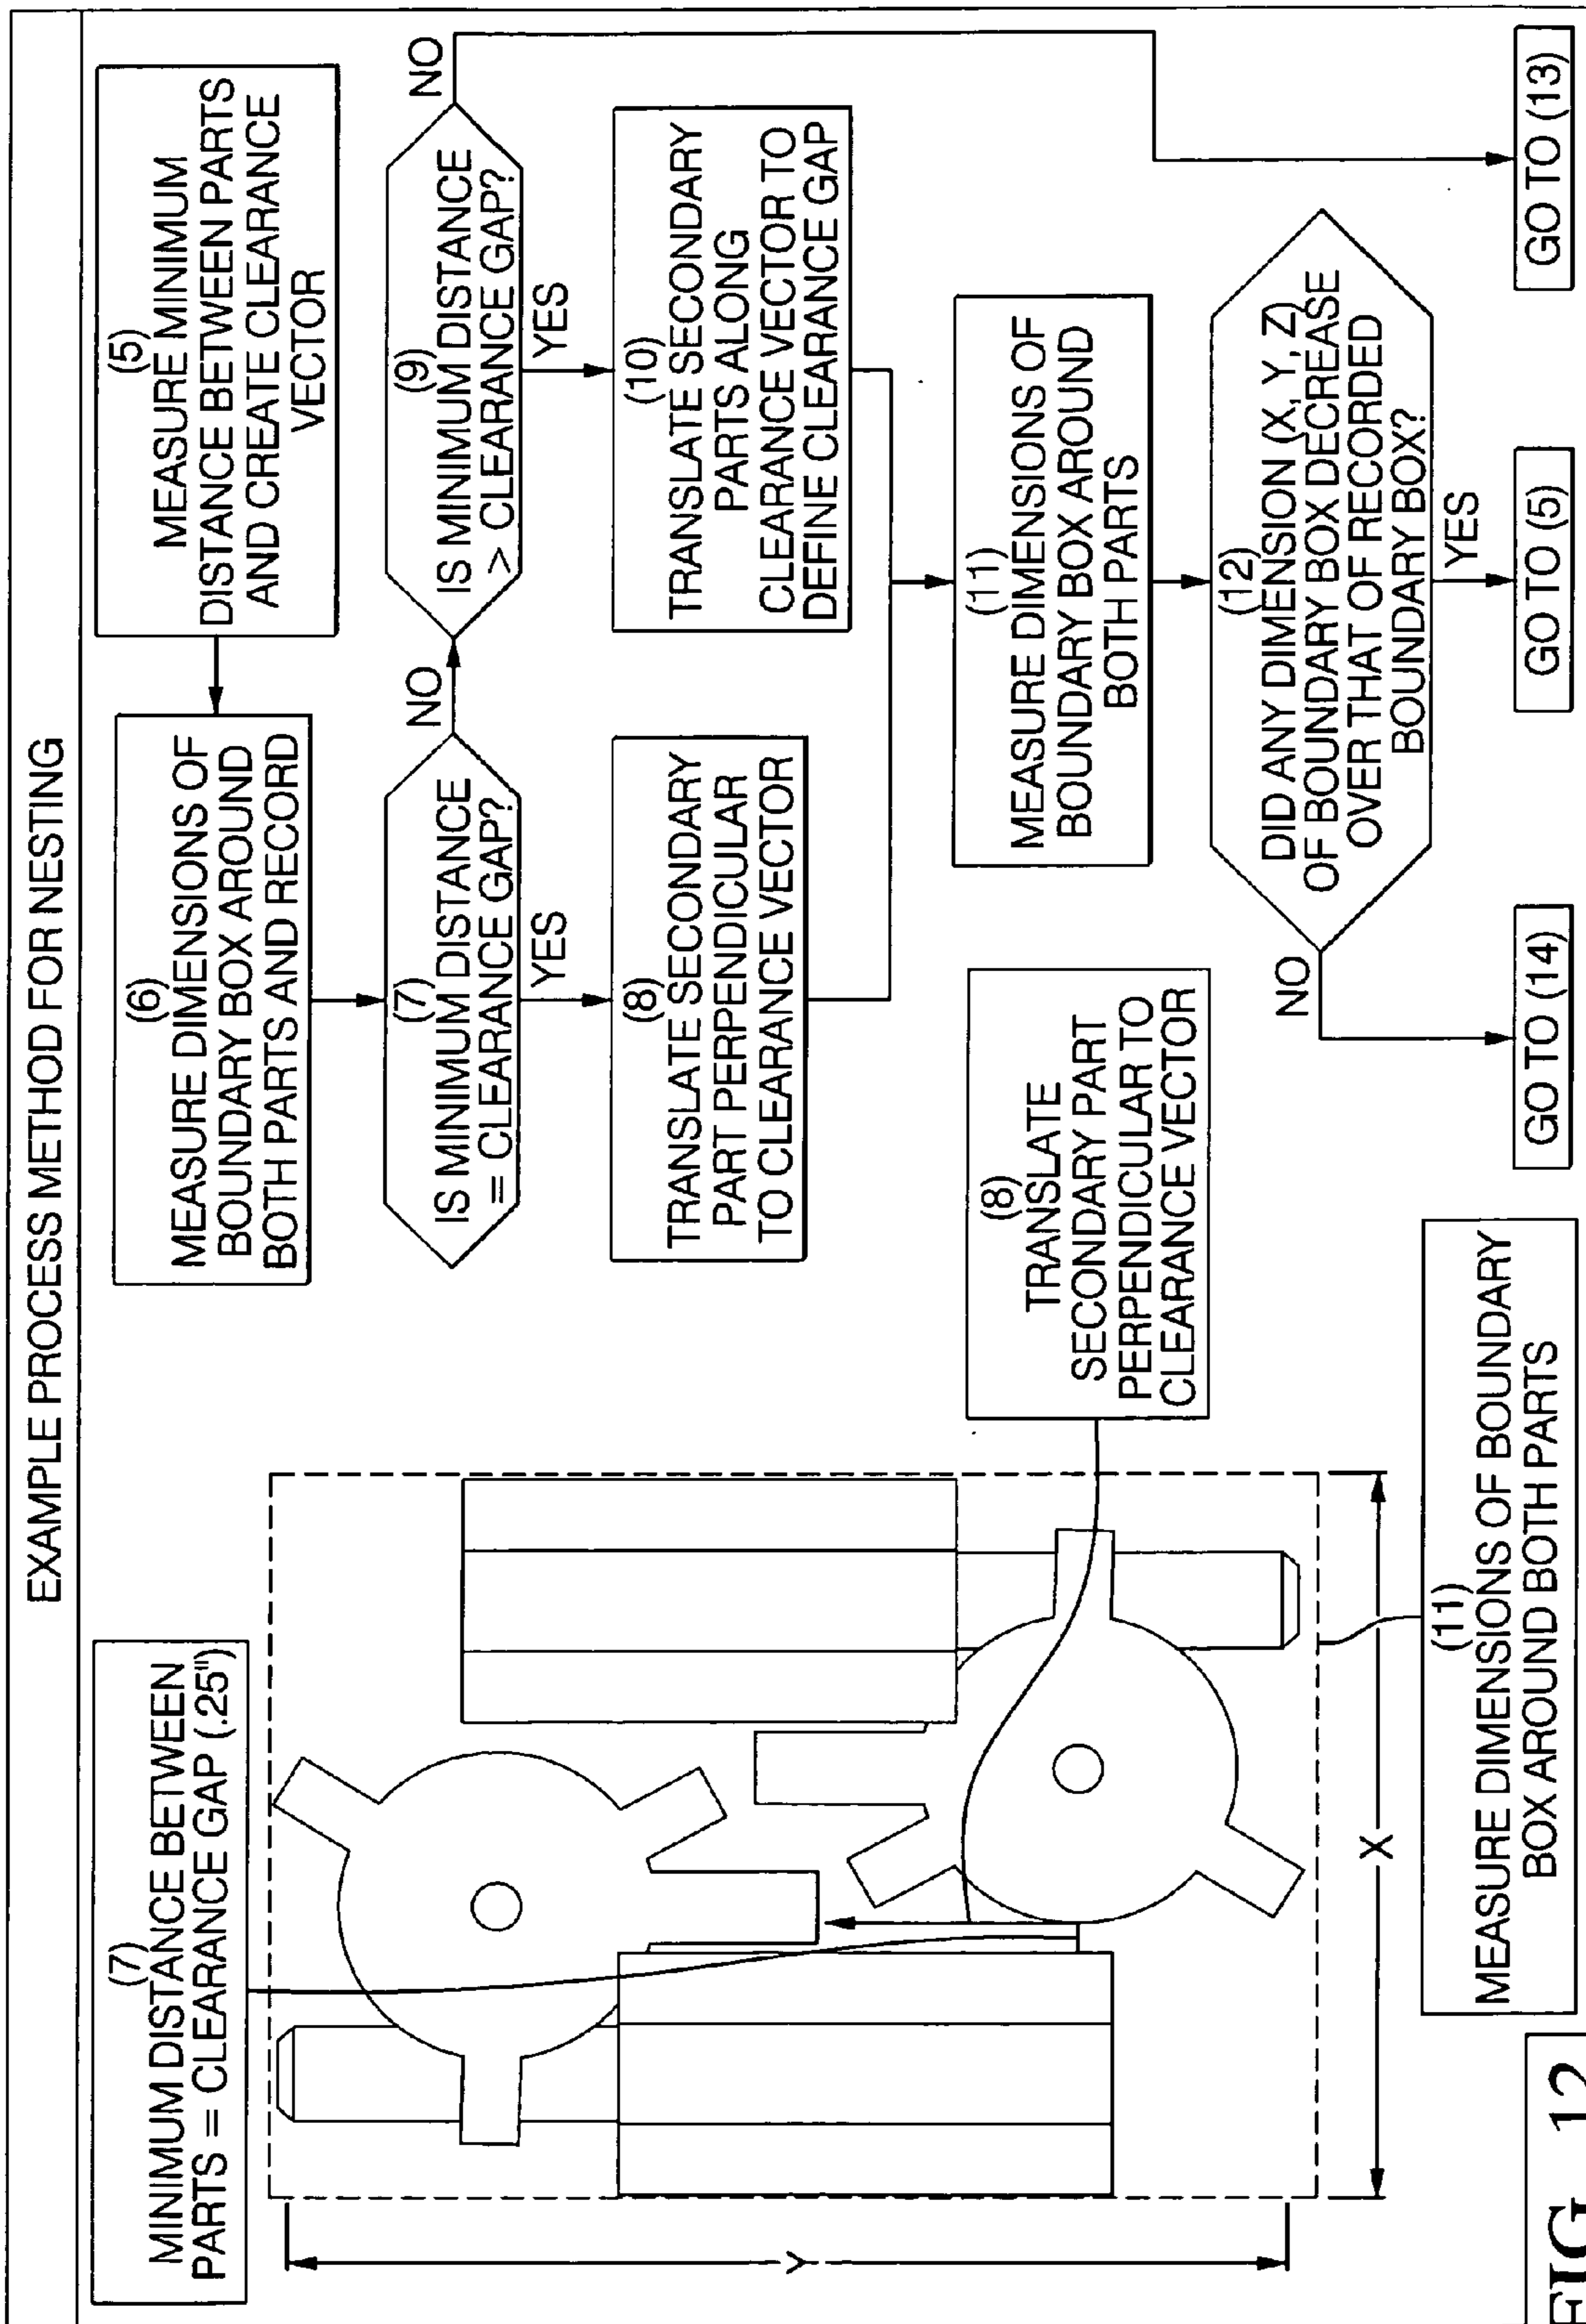 EXAMPLE PROCESS METHOD FOR NESTING
(7)
MINIMUM DISTANCE BETWEEN
PARTS = CLEARANCE GAP (.25")
Y
X
(11)
MEASURE DIMENSIONS OF BOUNDARY
BOX AROUND BOTH PARTS
(8)
TRANSLATE
SECONDARY PART
PERPENDICULAR TO
CLEARANCE VECTOR
(6)
MEASURE DIMENSIONS OF
BOUNDARY BOX AROUND
BOTH PARTS AND RECORD
(5)
MEASURE MINIMUM
DISTANCE BETWEEN PARTS
AND CREATE CLEARANCE
VECTOR
(7)
IS MINIMUM DISTANCE
= CLEARANCE GAP?
NO
YES
(9)
IS MINIMUM DISTANCE
> CLEARANCE GAP?
NO
YES
(8)
TRANSLATE SECONDARY
PART PERPENDICULAR
TO CLEARANCE VECTOR
(10)
TRANSLATE SECONDARY
PARTS ALONG
CLEARANCE VECTOR TO
DEFINE CLEARANCE GAP
(11)
MEASURE DIMENSIONS OF
BOUNDARY BOX AROUND
BOTH PARTS
(12)
DID ANY DIMENSION (X, Y, Z)
OF BOUNDARY BOX DECREASE
OVER THAT OF RECORDED
BOUNDARY BOX?
NO
YES
GO TO (14)
GO TO (5)
GO TO (13)
FIG 12